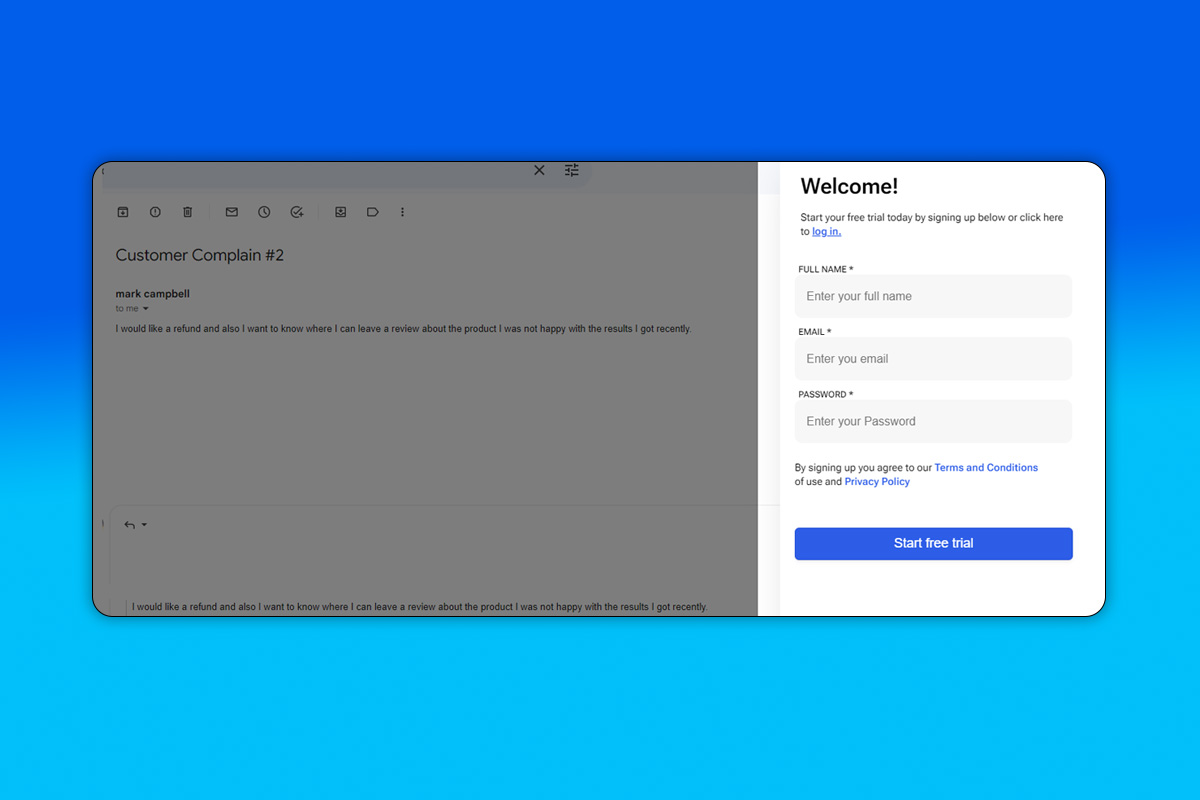 Customer Complain #2
mark campbell
to me
I would like a refund and also I want to know where I can leave a review about the product I was not happy with the results I got recently.
I would like a refund and also I want to know where I can leave a review about the product I was not happy with the results I got recently.
Welcome!
Start your free trial today by signing up below or click here
to log in.
FULL NAME *
Enter your full name
EMAIL *
Enter you email
PASSWORD *
Enter your Password
By signing up you agree to our Terms and Conditions
of use and Privacy Policy
Start free trial